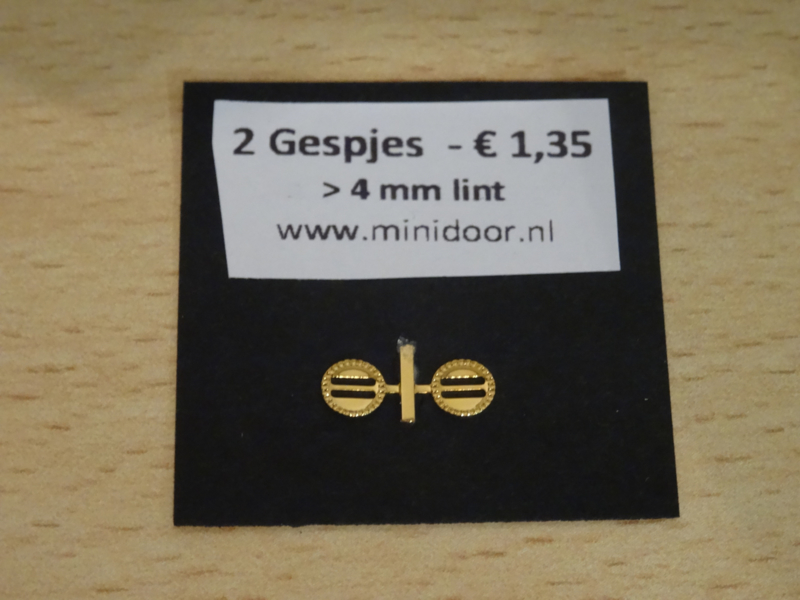 2 Gespjes - € 1,35
> 4 mm lint
www.minidoor.nl